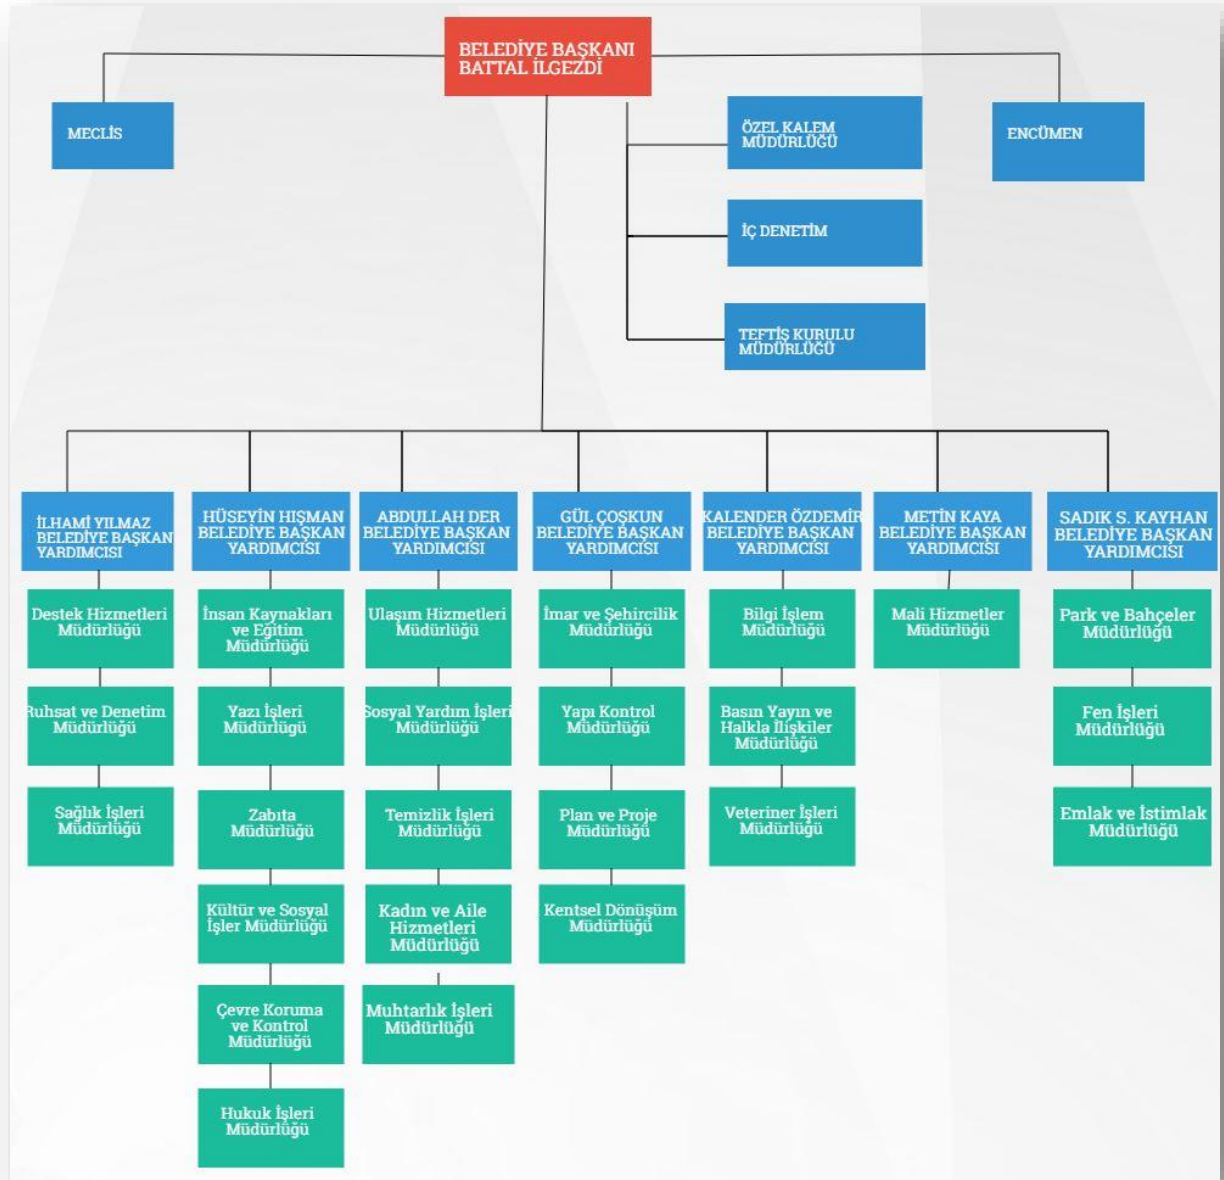 BELEDİYE BAŞKANI
BATTAL İLGEZDİ
MECLİS
ÖZEL KALEM
MÜDÜRLÜĞÜ
ENCÜMEN
İÇ DENETİM
TEFTİŞ KURULU
MÜDÜRLÜĞÜ
İLHAMİ YILMAZ
BELEDİYE BAŞKAN
YARDIMCISI
HÜSEYİN HIŞMAN
BELEDİYE BAŞKAN
YARDIMCISI
ABDULLAH DER
BELEDİYE BAŞKAN
YARDIMCISI
GÜL ÇOŞKUN
BELEDİYE BAŞKAN
YARDIMCISI
KALENDER ÖZDEMİR
BELEDİYE BAŞKAN
YARDIMCISI
METİN KAYA
BELEDİYE BAŞKAN
YARDIMCISI
SADIK S. KAYHAN
BELEDİYE BAŞKAN
YARDIMCISI
Destek Hizmetleri
Müdürlüğü
Ruhsat ve Denetim
Müdürlüğü
Sağlık İşleri
Müdürlüğü
İnsan Kaynakları
ve Eğitim
Müdürlüğü
Yazı İşleri
Müdürlügü
Zabıta
Müdürlüğü
Kültür ve Sosyal
İşler Müdürlüğü
Çevre Koruma
ve Kontrol
Müdürlüğü
Hukuk İşleri
Müdürlüğü
Ulaşım Hizmetleri
Müdürlüğü
Sosyal Yardım İşleri
Müdürlüğü
Temizlik İşleri
Müdürlüğü
Kadın ve Aile
Hizmetleri
Müdürlüğü
Muhtarlık İşleri
Müdürlüğü
İmar ve Şehircilik
Müdürlüğü
Yapı Kontrol
Müdürlüğü
Plan ve Proje
Müdürlüğü
Kentsel Dönüşüm
Müdürlüğü
Bilgi İşlem
Müdürlüğü
Basın Yayın ve
Halkla İlişkiler
Müdürlüğü
Veteriner İşleri
Müdürlüğü
Mali Hizmetler
Müdürlüğü
Park ve Bahçeler
Müdürlüğü
Fen İşleri
Müdürlüğü
Emlak ve İstimlak
Müdürlüğü